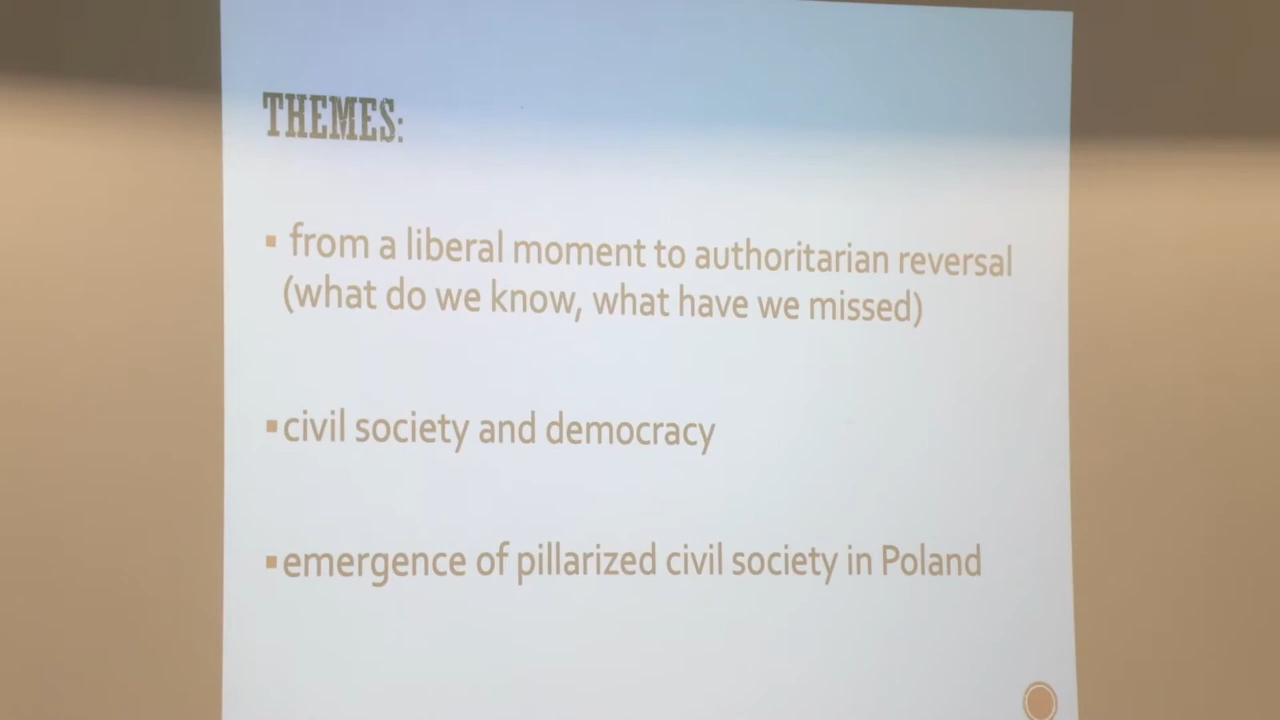 THEMES:
▪ from a liberal moment to authoritarian reversal
(what do we know, what have we missed)
▪ civil society and democracy
▪ emergence of pillarized civil society in Poland